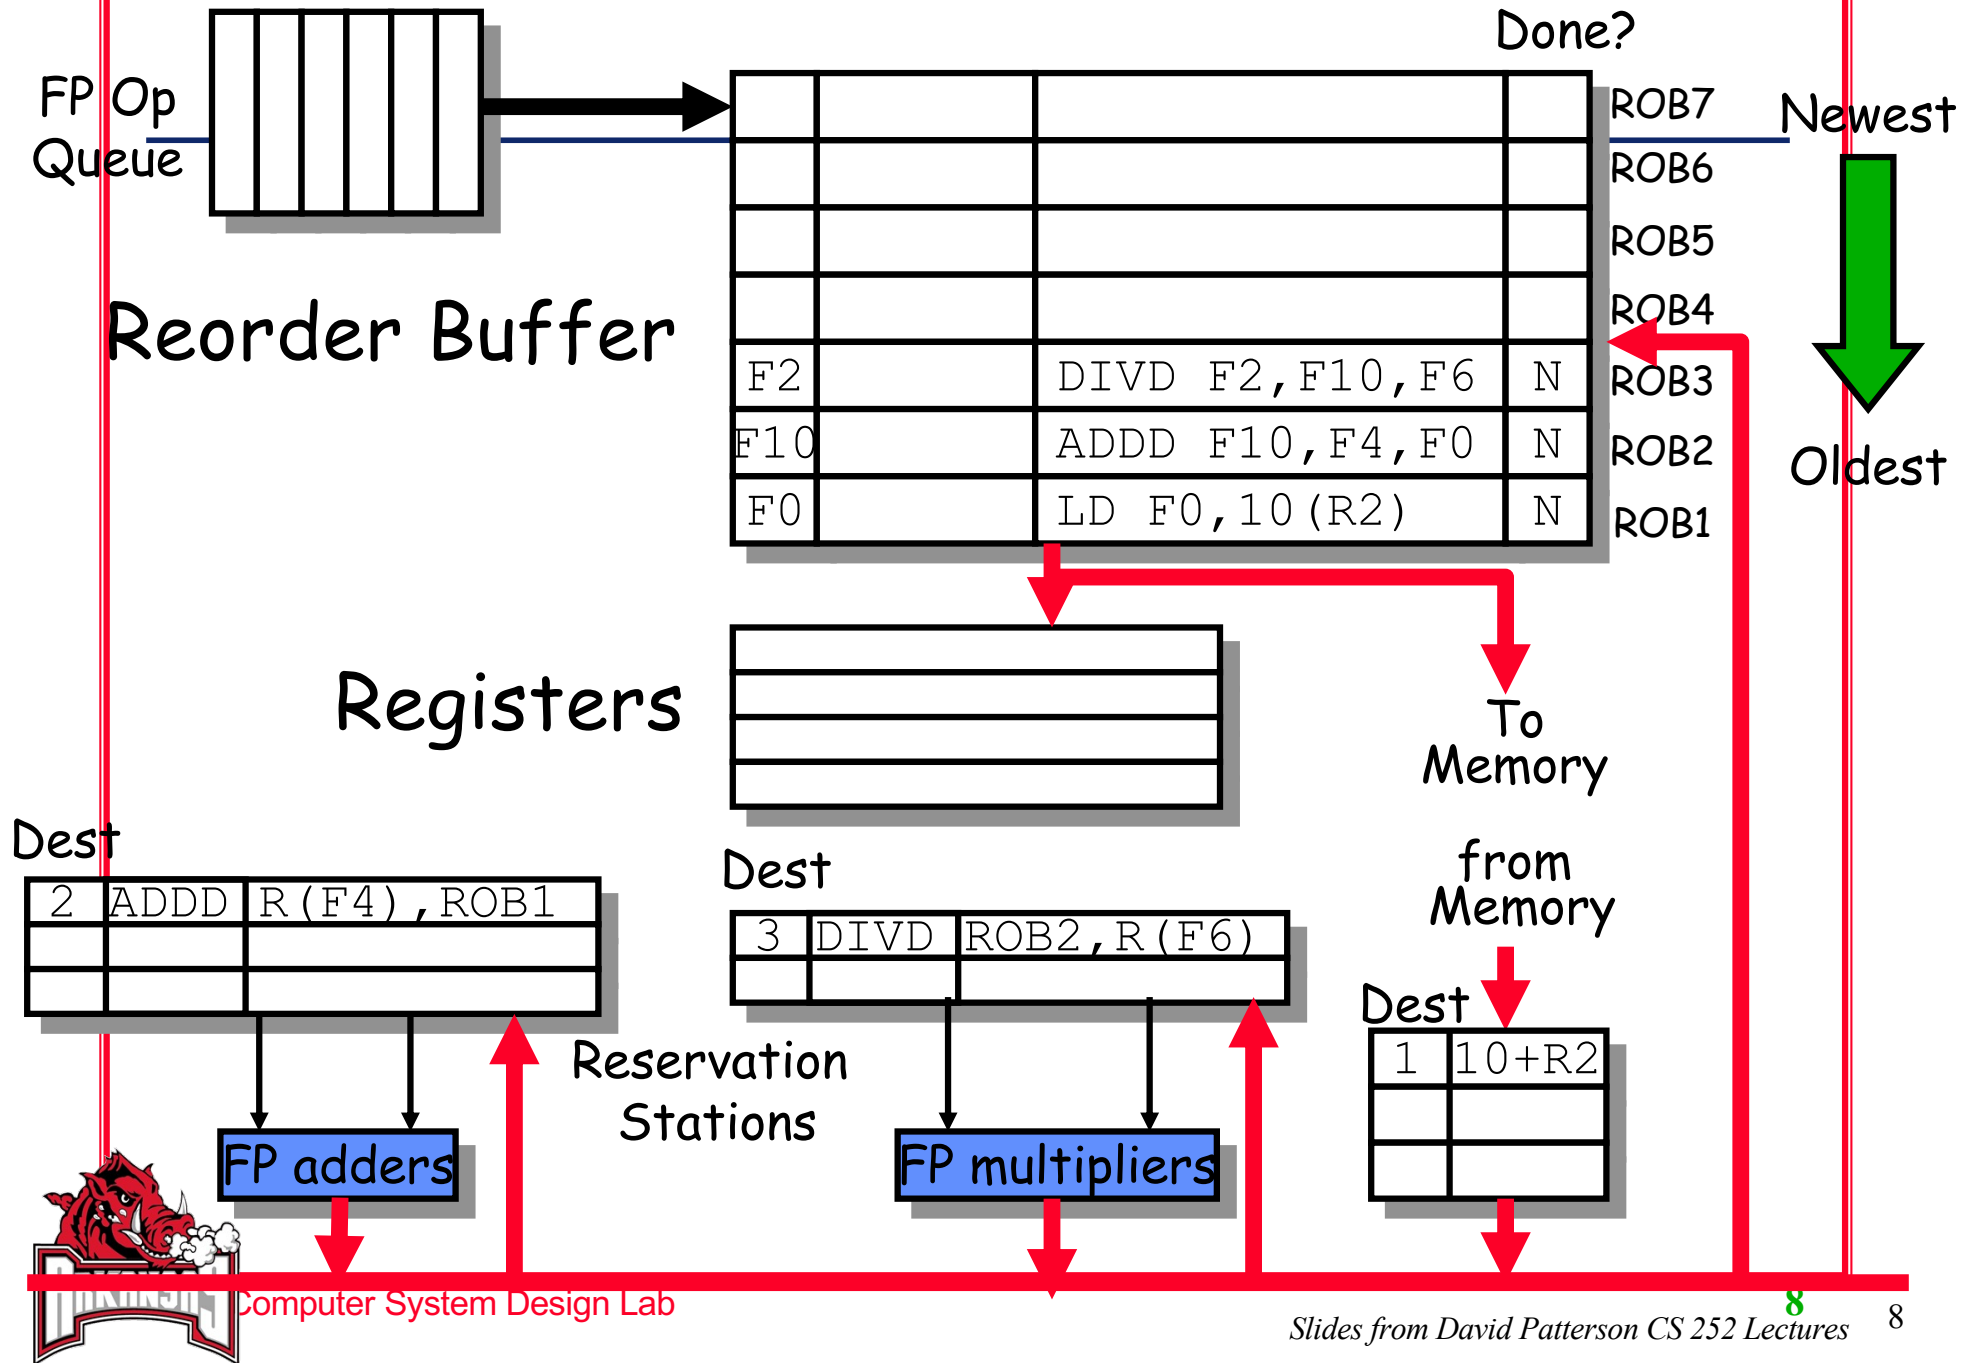 Done?
FP Op
Queue
ROB7
Newest
ROB6
ROB5
Reorder Buffer
ROB4
F2 DIVD F2,F10,F6 N ROB3
F10 ADDD F10,F4,F0 N ROB2
Oldest
F0 LD F0,10(R2) N ROB1
Registers
To
Memory
Dest
2 ADDD R(F4),ROB1
Dest
3 DIVD ROB2,R(F6)
from
Memory
Dest
1 10+R2
Reservation
Stations
FP adders
FP multipliers
ARKANSAS
Computer System Design Lab
8
Slides from David Patterson CS 252 Lectures
8